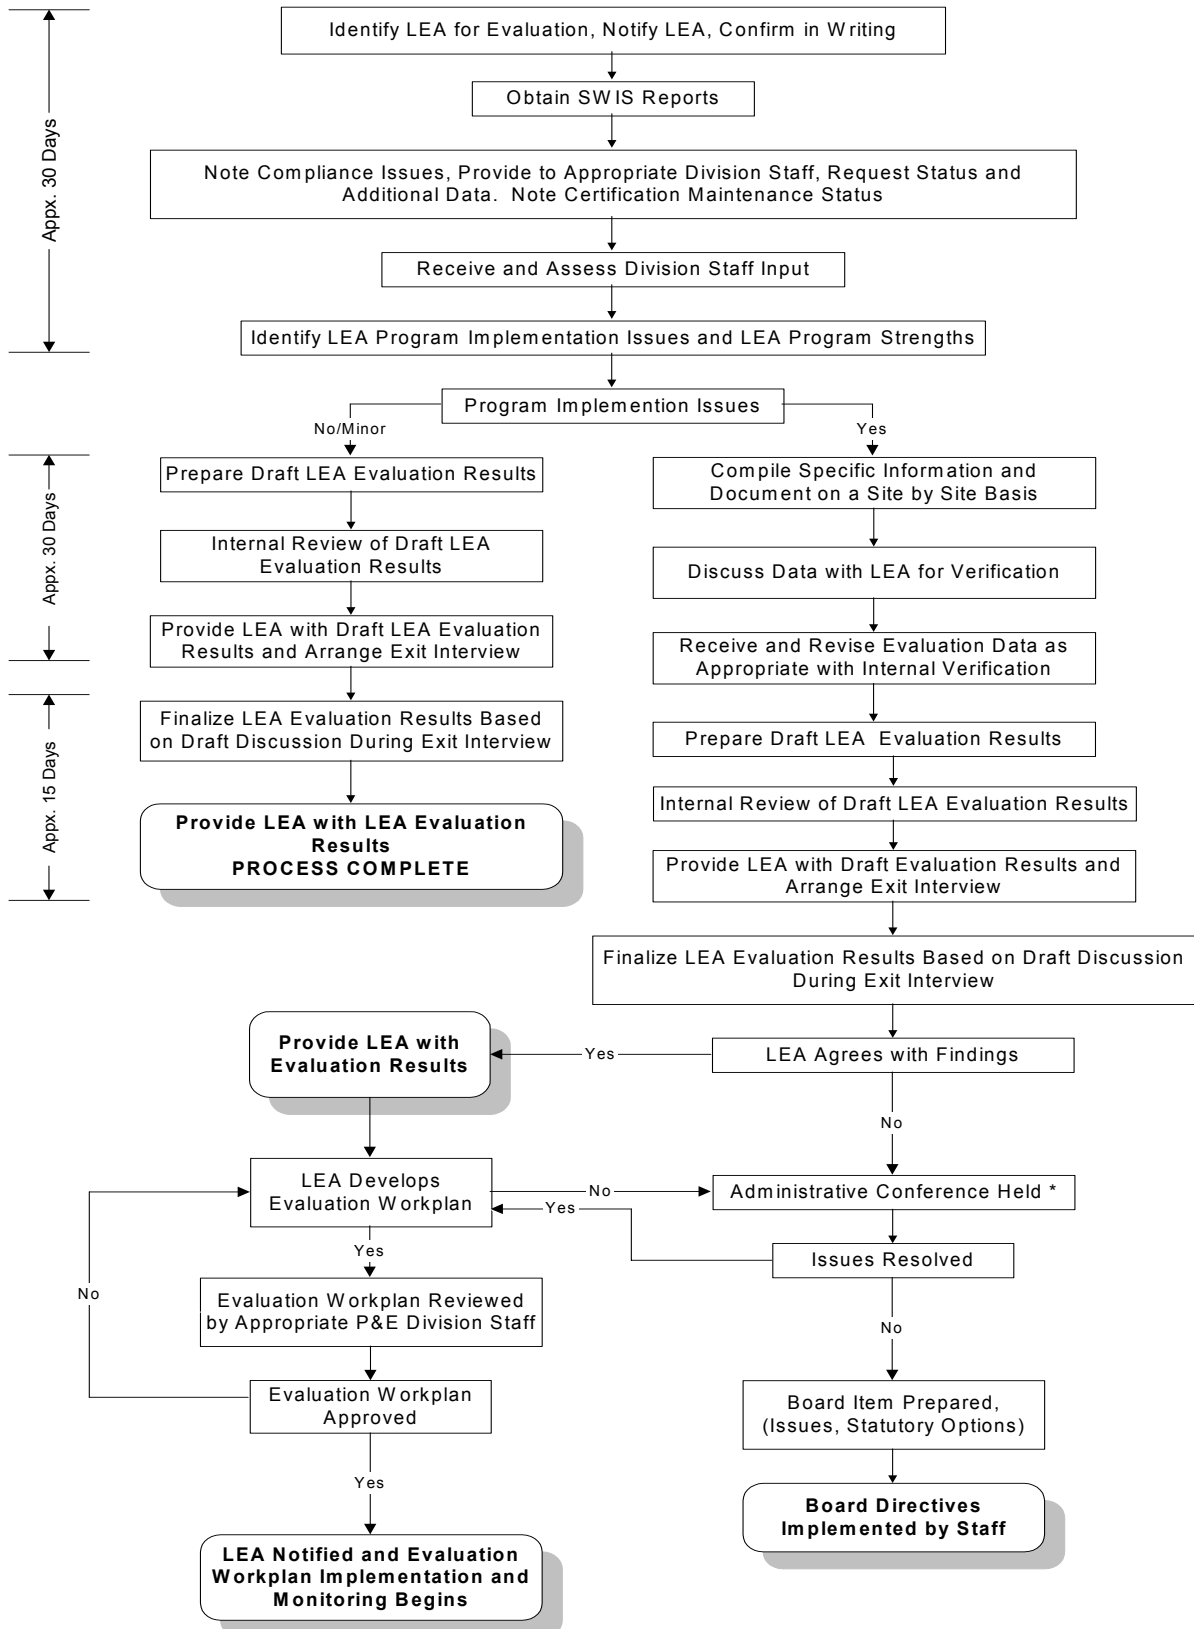 Identify LEA for Evaluation, Notify LEA, Confirm in Writing
Obtain SWIS Reports
Appx. 30 Days
Note Compliance Issues, Provide to Appropriate Division Staff, Request Status and
Additional Data. Note Certification Maintenance Status
Receive and Assess Division Staff Input
Identify LEA Program Implementation Issues and LEA Program Strengths
Program Implemention Issues
No/Minor
Yes
Appx. 30 Days
Prepare Draft LEA Evaluation Results
Internal Review of Draft LEA
Evaluation Results
Provide LEA with Draft LEA Evaluation
Results and Arrange Exit Interview
Appx. 15 Days
Finalize LEA Evaluation Results Based
on Draft Discussion During Exit Interview
Provide LEA with LEA Evaluation
Results
PROCESS COMPLETE
Compile Specific Information and
Document on a Site by Site Basis
Discuss Data with LEA for Verification
Receive and Revise Evaluation Data as
Appropriate with Internal Verification
Prepare Draft LEA Evaluation Results
Internal Review of Draft LEA Evaluation Results
Provide LEA with Draft Evaluation Results and
Arrange Exit Interview
Finalize LEA Evaluation Results Based on Draft Discussion
During Exit Interview
LEA Agrees with Findings
Yes
Provide LEA with
Evaluation Results
No
LEA Develops
Evaluation Workplan
No
Yes
Administrative Conference Held *
Yes
Issues Resolved
No
Evaluation Workplan Reviewed
by Appropriate P&E Division Staff
No
Evaluation Workplan
Approved
Board Item Prepared,
(Issues, Statutory Options)
Yes
Board Directives
Implemented by Staff
LEA Notified and Evaluation
Workplan Implementation and
Monitoring Begins